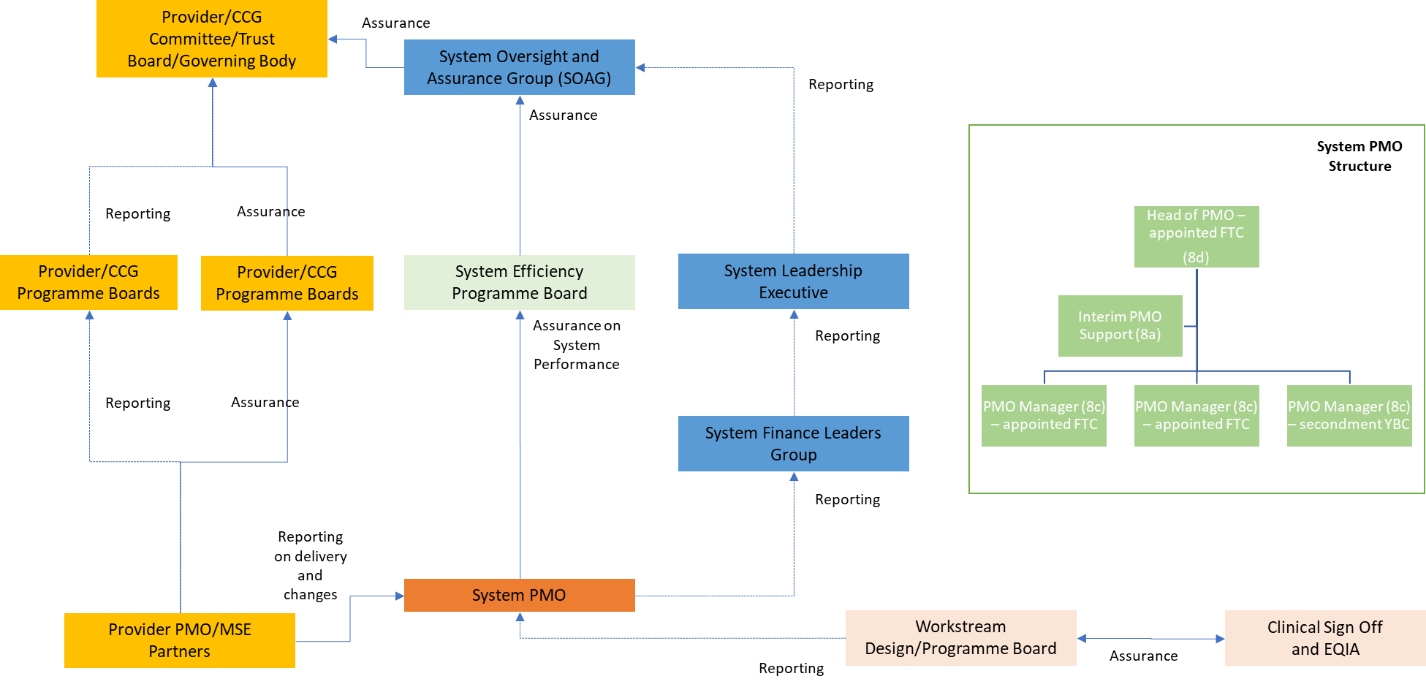 Provider/CCG
Committee/Trust
Board/Governing Body
Assurance
System Oversight and
Assurance Group (SOAG)
Reporting
Assurance
System PMO
Structure
Head of PMO –
appointed FTC
(8d)
Interim PMO
Support (8a)
PMO Manager (8c)
– appointed FTC
PMO Manager (8c)
– appointed FTC
PMO Manager (8c)
– secondment YBC
Reporting
Assurance
Provider/CCG
Programme Boards
Provider/CCG
Programme Boards
System Efficiency
Programme Board
System Leadership
Executive
Assurance on
System
Performance
Reporting
Reporting
Assurance
System Finance Leaders
Group
Reporting
Reporting
on delivery
and
changes
System PMO
Provider PMO/MSE
Partners
Workstream
Design/Programme Board
Assurance
Clinical Sign Off
and EQIA
Reporting